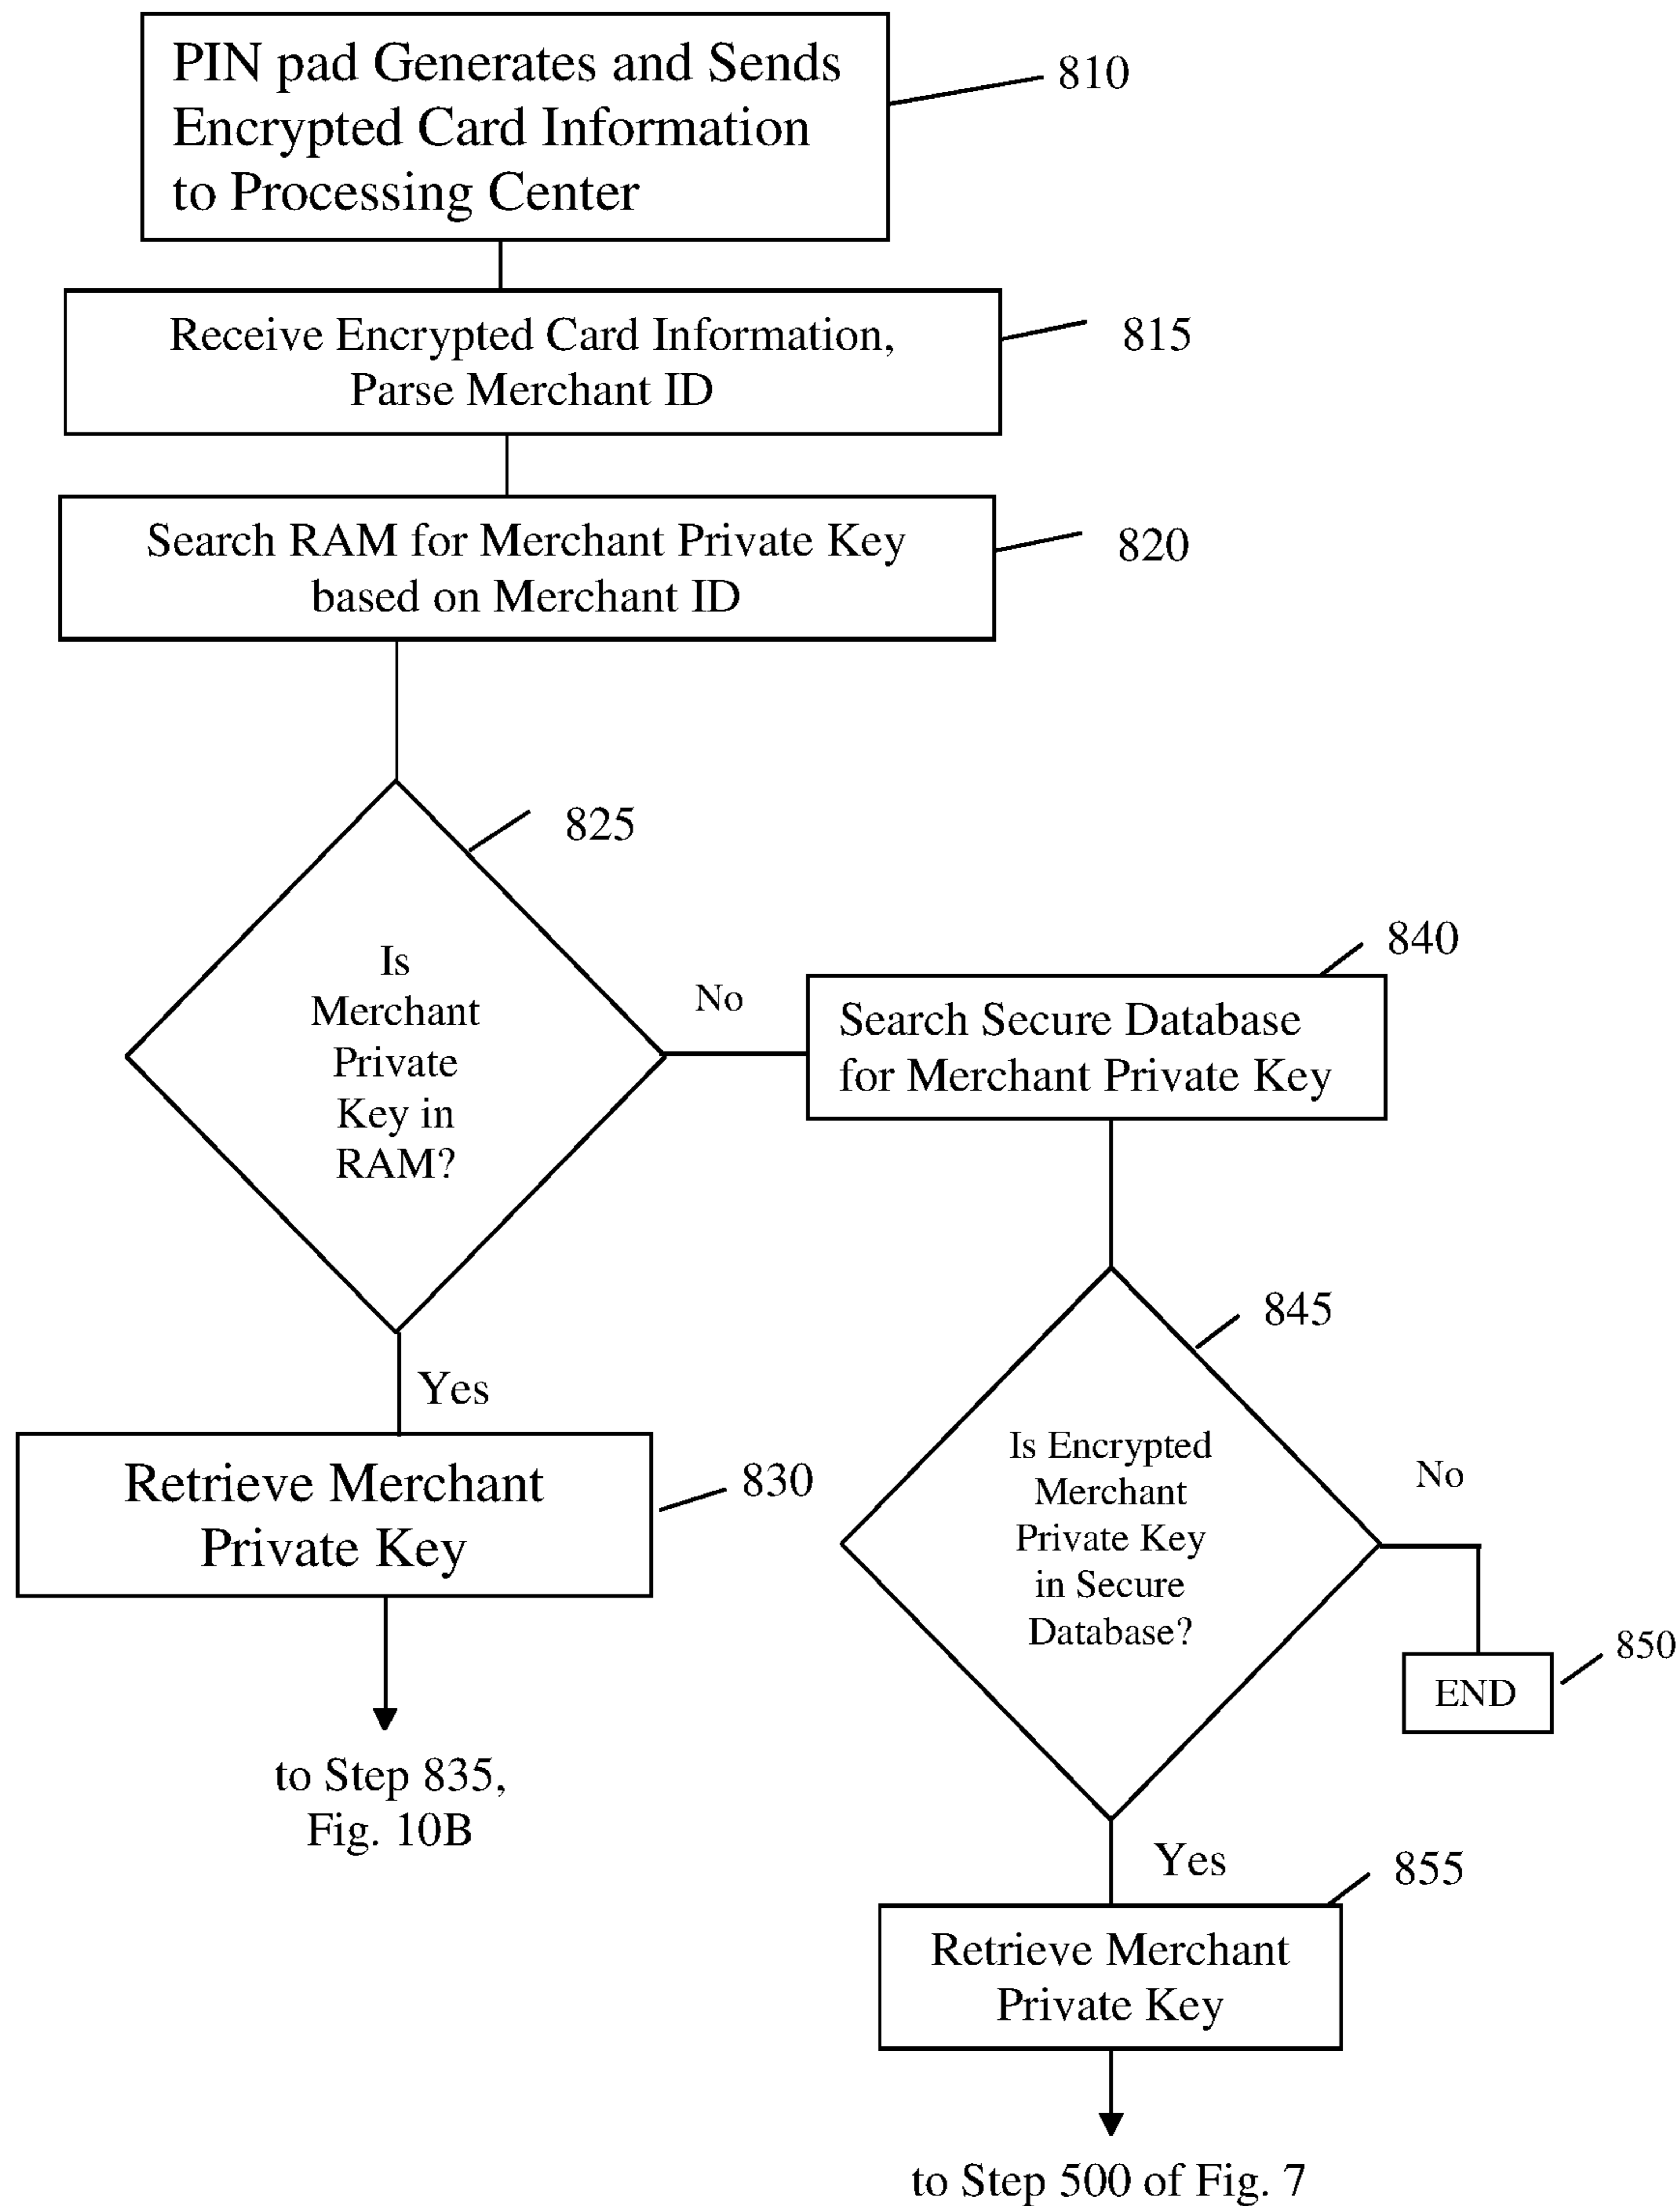 PIN pad Generates and Sends
Encrypted Card Information
to Processing Center
810
Receive Encrypted Card Information,
Parse Merchant ID
815
Search RAM for Merchant Private Key
based on Merchant ID
820
825
Is
Merchant
Private
Key in
RAM?
No
840
Search Secure Database
for Merchant Private Key
Yes
Retrieve Merchant
Private Key
830
to Step 835,
Fig. 10B
845
Is Encrypted
Merchant
Private Key
in Secure
Database?
No
END
850
Yes
855
Retrieve Merchant
Private Key
to Step 500 of Fig. 7